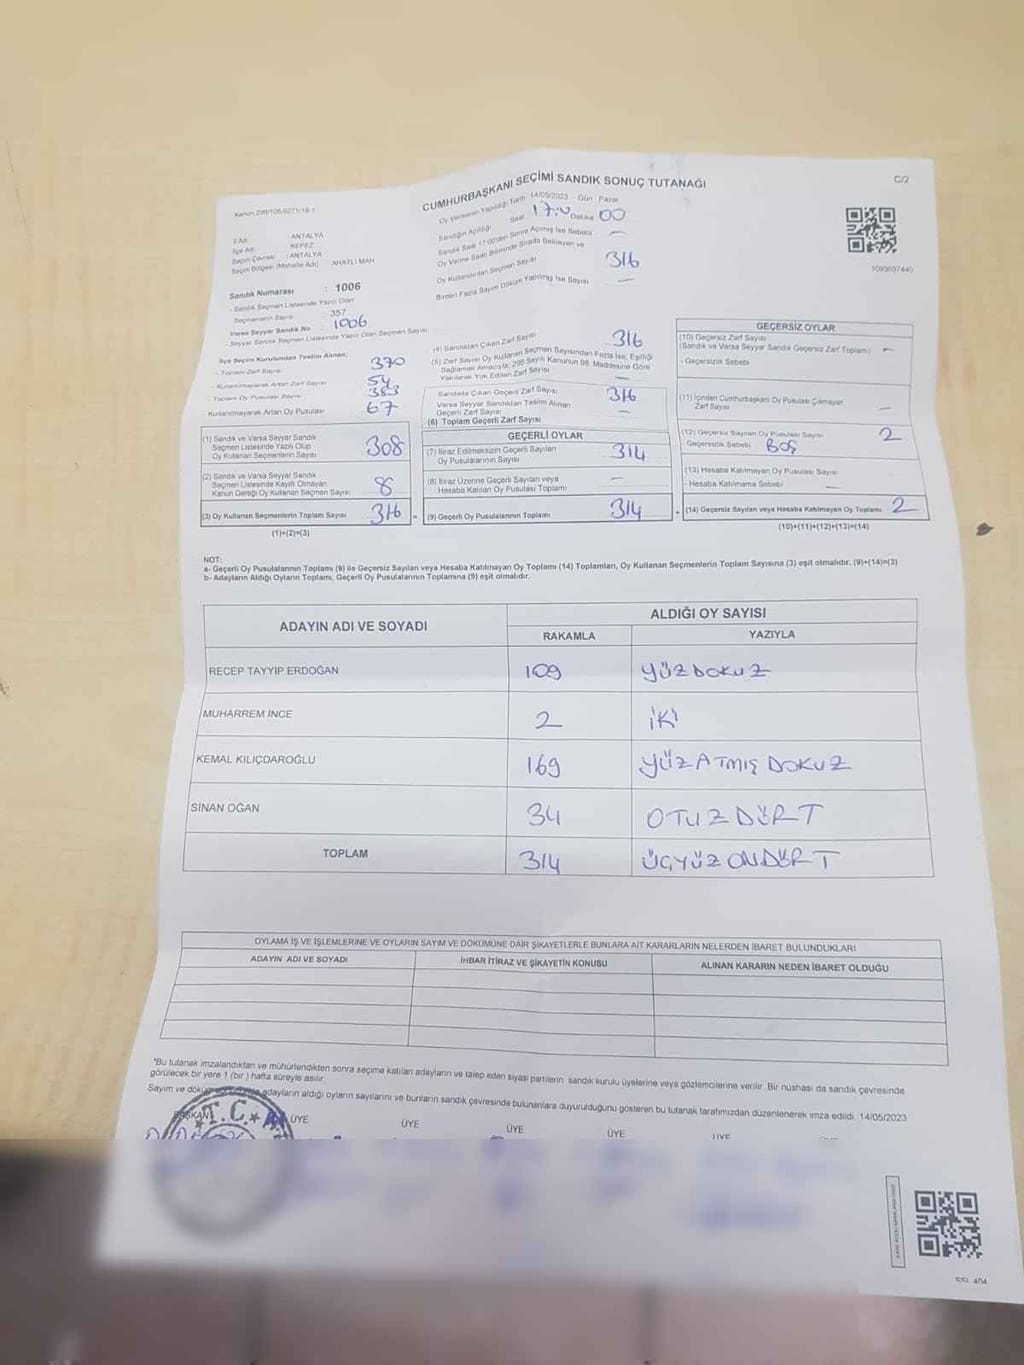 CUMHURBAŞKANI SEÇİMİ SANDIK SONUÇ TUTANAĞI
C/2
Oy Vermenin Yapıldığı Tarih : 14/05/2023 Gün Pazar
Saat 17:00 Dakika 00
Sandığın Açıldığı
Sandık Saat 17:00'den Sonra Açılmış İse Sebebi —
Oy Verme Saati Bitiminde Sırada Bekleyen ve
Oy Kullandırılan Seçmen Sayısı 316
Birden Fazla Sayım Döküm Yapılmış İse Sayısı —
1093697440
İl Adı : ANTALYA
İlçe Adı : KEPEZ
Seçim Çevresi : ANTALYA
Seçim Bölgesi (Mahalle Adı) : AHATLI MAH
Sandık Numarası : 1006
- Sandık Seçmen Listesinde Yazılı Olan
Seçmenlerin Sayısı : 357
Varsa Seyyar Sandık No : 1006
- Seyyar Sandık Seçmen Listesinde Yazılı Olan Seçmen Sayısı
İlçe Seçim Kurulundan Teslim Alınan;
- Toplam Zarf Sayısı 370
- Kullanılmayarak Artan Zarf Sayısı 54
- Toplam Oy Pusulası Sayısı 383
- Kullanılmayarak Artan Oy Pusulası 67
(1) Sandık ve Varsa Seyyar Sandık
Seçmen Listesinde Yazılı Olup
Oy Kullanan Seçmenlerin Sayısı 308
(2) Sandık ve Varsa Seyyar Sandık
Seçmen Listesinde Kayıtlı Olmayan
Kanun Gereği Oy Kullanan Seçmen Sayısı 8
(3) Oy Kullanan Seçmenlerin Toplam Sayısı 316
(1)+(2)=(3)
(4) Sandıktan Çıkan Zarf Sayısı 316
(5) Zarf Sayısı Oy Kullanan Seçmen Sayısından Fazla İse, Eşitliği
Sağlamak Amacıyla, 298 Sayılı Kanunun 98. Maddesine Göre
Yakılarak Yok Edilen Zarf Sayısı —
Sandıkta Çıkan Geçerli Zarf Sayısı 316
Varsa Seyyar Sandıktan Teslim Alınan
Geçerli Zarf Sayısı —
(6) Toplam Geçerli Zarf Sayısı
GEÇERLİ OYLAR
(7) İtiraz Edilmeksizin Geçerli Sayılan
Oy Pusulalarının Sayısı 314
(8) İtiraz Üzerine Geçerli Sayılan veya
Hesaba Katılan Oy Pusulası Toplamı —
= (9) Geçerli Oy Pusulalarının Toplamı 314
GEÇERSİZ OYLAR
(10) Geçersiz Zarf Sayısı
(Sandık ve Varsa Seyyar Sandık Geçersiz Zarf Toplamı) —
- Geçersizlik Sebebi
(11) İçinden Cumhurbaşkanı Oy Pusulası Çıkmayan
Zarf Sayısı —
(12) Geçersiz Sayılan Oy Pusulası Sayısı 2
- Geçersizlik Sebebi BOŞ
(13) Hesaba Katılmayan Oy Pusulası Sayısı
- Hesaba Katılmama Sebebi —
+ (14) Geçersiz Sayılan veya Hesaba Katılmayan Oy Toplamı 2
(10)+(11)+(12)+(13)=(14)
NOT:
a- Geçerli Oy Pusulalarının Toplamı (9) ile Geçersiz Sayılan veya Hesaba Katılmayan Oy Toplamı (14) Toplamları, Oy Kullanan Seçmenlerin Toplam Sayısına (3) eşit olmalıdır. (9)+(14)=(3)
b- Adayların Aldığı Oyların Toplamı, Geçerli Oy Pusulalarının Toplamına (9) eşit olmalıdır.
ADAYIN ADI VE SOYADI
ALDIĞI OY SAYISI
RAKAMLA YAZIYLA
RECEP TAYYİP ERDOĞAN 109 YÜZDOKUZ
MUHARREM İNCE 2 İKİ
KEMAL KILIÇDAROĞLU 169 YÜZATMIŞDOKUZ
SİNAN OĞAN 34 OTUZDÖRT
TOPLAM 314 ÜÇYÜZONDÖRT
OYLAMA İŞ VE İŞLEMLERİNE VE OYLARIN SAYIM VE DÖKÜMÜNE DAİR ŞİKAYETLERLE BUNLARA AİT KARARLARIN NELERDEN İBARET BULUNDUKLARI
ADAYIN ADI VE SOYADI İHBAR İTİRAZ VE ŞİKAYETİN KONUSU ALINAN KARARIN NEDEN İBARET OLDUĞU
*Bu tutanak imzalandıktan ve mühürlendikten sonra seçime katılan adayların ve talep eden siyasi partilerin sandık kurulu üyelerine veya gözlemcilerine verilir. Bir nüshası da sandık çevresinde
görülecek bir yere 1 (bir ) hafta süreyle asılır.
Sayım ve döküm adayların aldığı oyların sayılarını ve bunların sandık çevresinde bulunanlara duyurulduğunu gösteren bu tutanak tarafımızdan düzenlenerek imza edildi. 14/05/2023
BAŞKAN ÜYE ÜYE ÜYE ÜYE ÜYE
T.C.